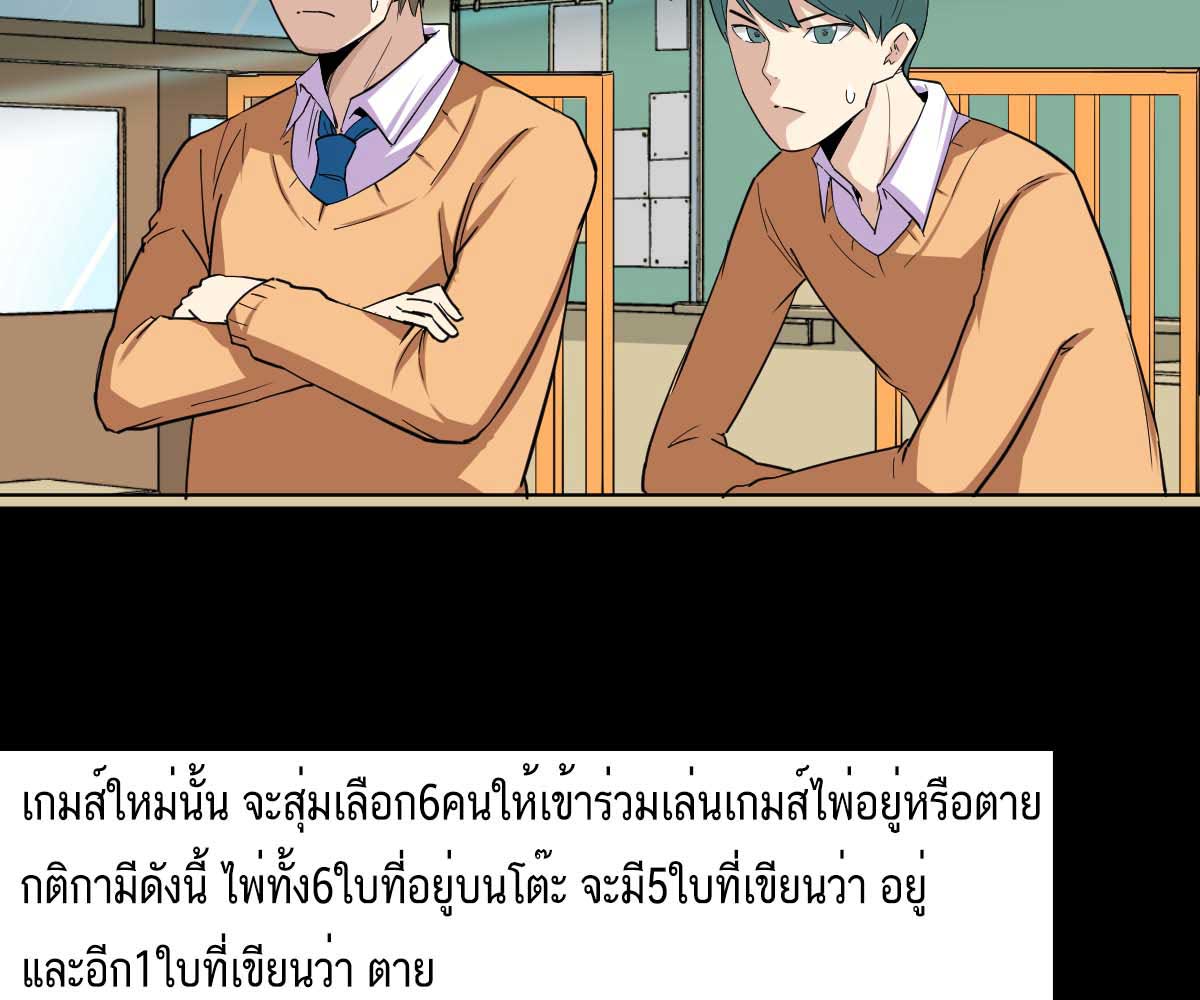 เกมส์ใหม่นั้น จะสุ่มเลือก6คนให้เข้าร่วมเล่นเกมส์ไพ่อยู่หรือตาย
กติกามีดังนี้ ไพ่ทั้ง6ใบที่อยู่บนโต๊ะ จะมี5ใบที่เขียนว่า อยู่
และอีก1ใบที่เขียนว่า ตาย